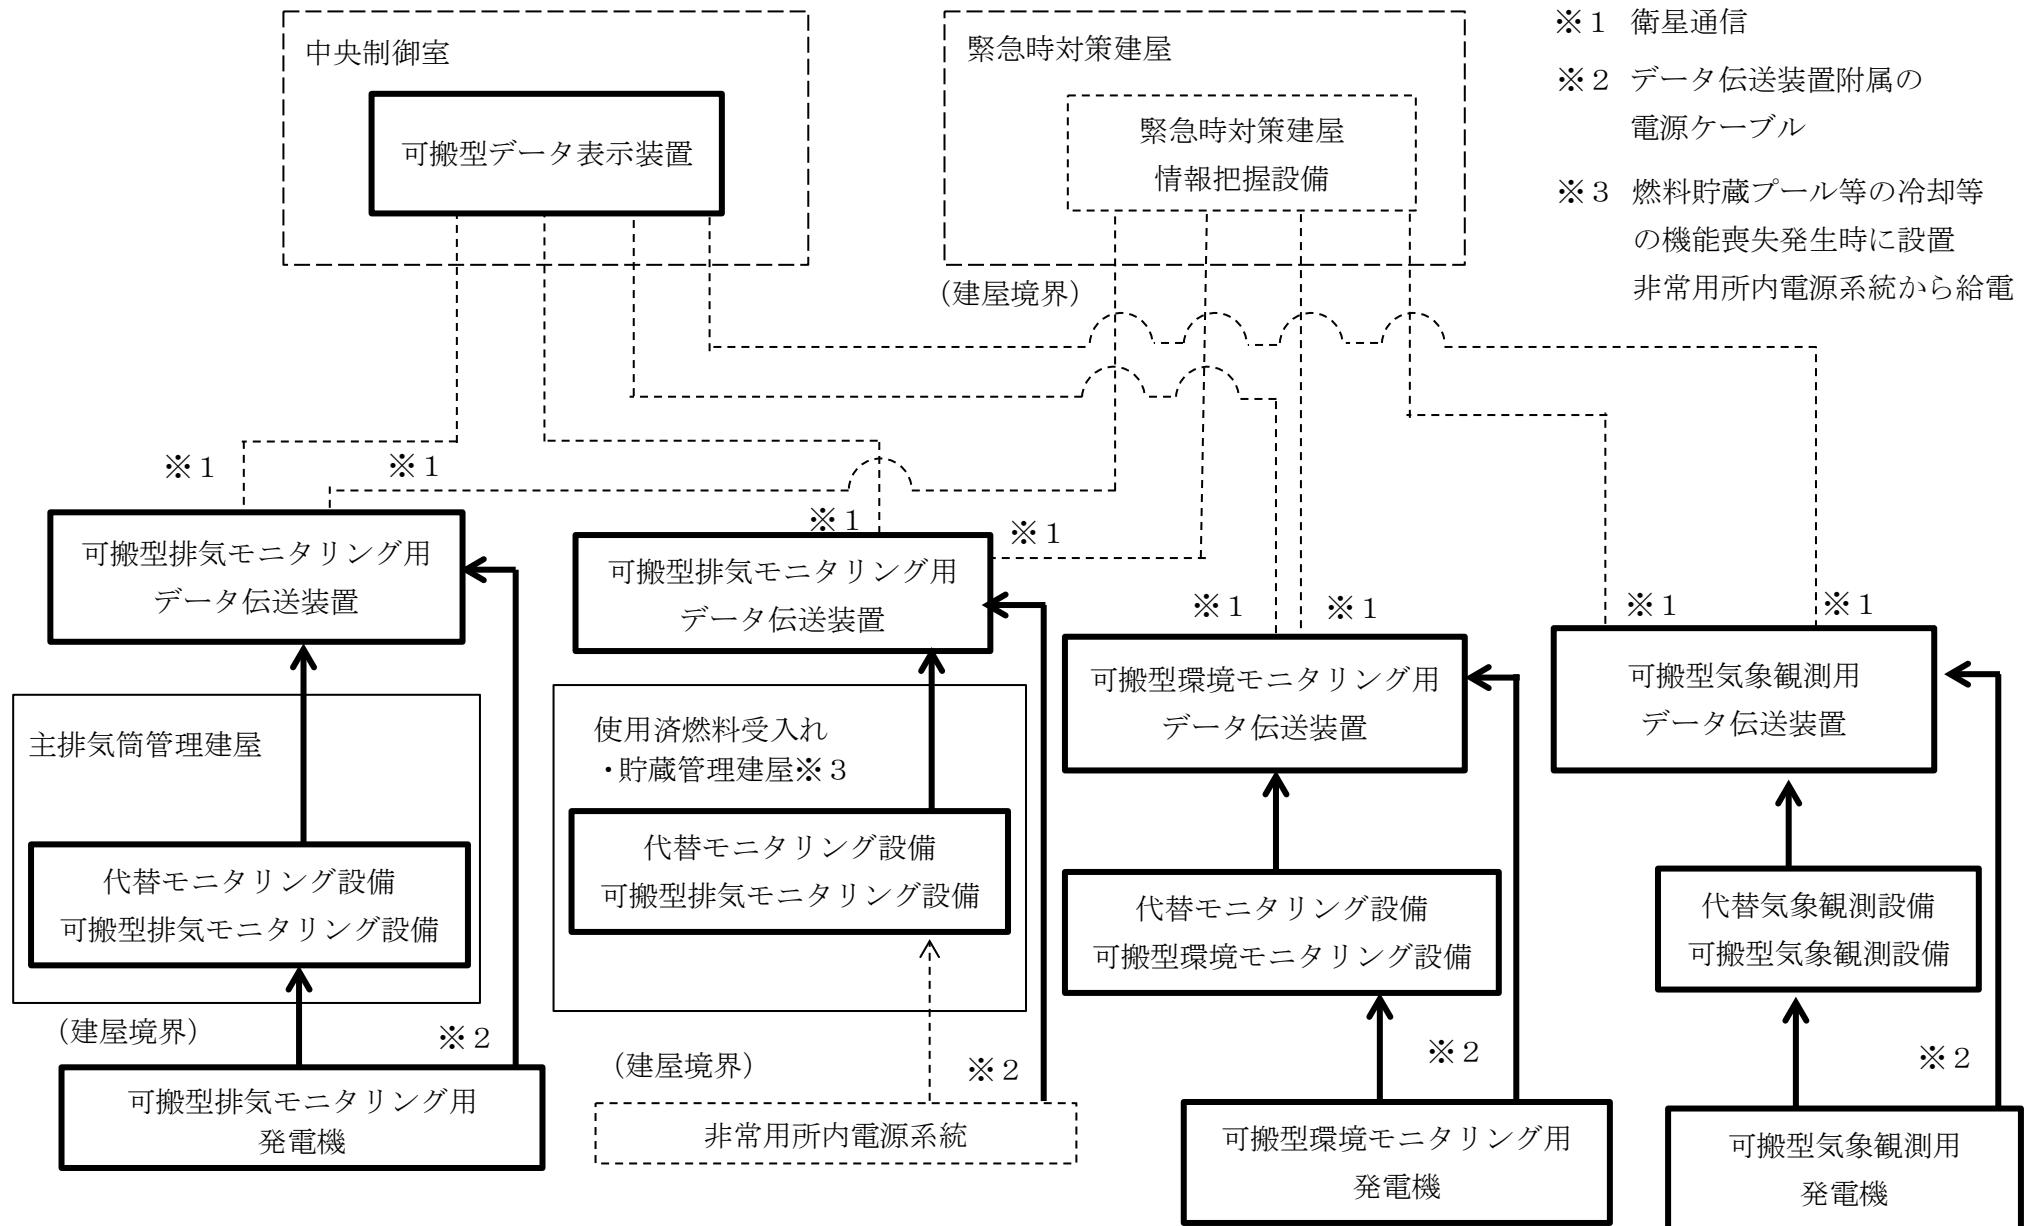 中央制御室
可搬型データ表示装置
緊急時対策建屋
緊急時対策建屋
情報把握設備
(建屋境界)
※１ 衛星通信
※２ データ伝送装置附属の
電源ケーブル
※３ 燃料貯蔵プール等の冷却等
の機能喪失発生時に設置
非常用所内電源系統から給電
※１
※１
※１
※１
※１
※１
※１
※１
可搬型排気モニタリング用
データ伝送装置
可搬型排気モニタリング用
データ伝送装置
可搬型環境モニタリング用
データ伝送装置
可搬型気象観測用
データ伝送装置
主排気筒管理建屋
代替モニタリング設備
可搬型排気モニタリング設備
使用済燃料受入れ
・貯蔵管理建屋※３
代替モニタリング設備
可搬型排気モニタリング設備
代替モニタリング設備
可搬型環境モニタリング設備
代替気象観測設備
可搬型気象観測設備
(建屋境界)
※２
(建屋境界)
※２
※２
※２
可搬型排気モニタリング用
発電機
非常用所内電源系統
可搬型環境モニタリング用
発電機
可搬型気象観測用
発電機